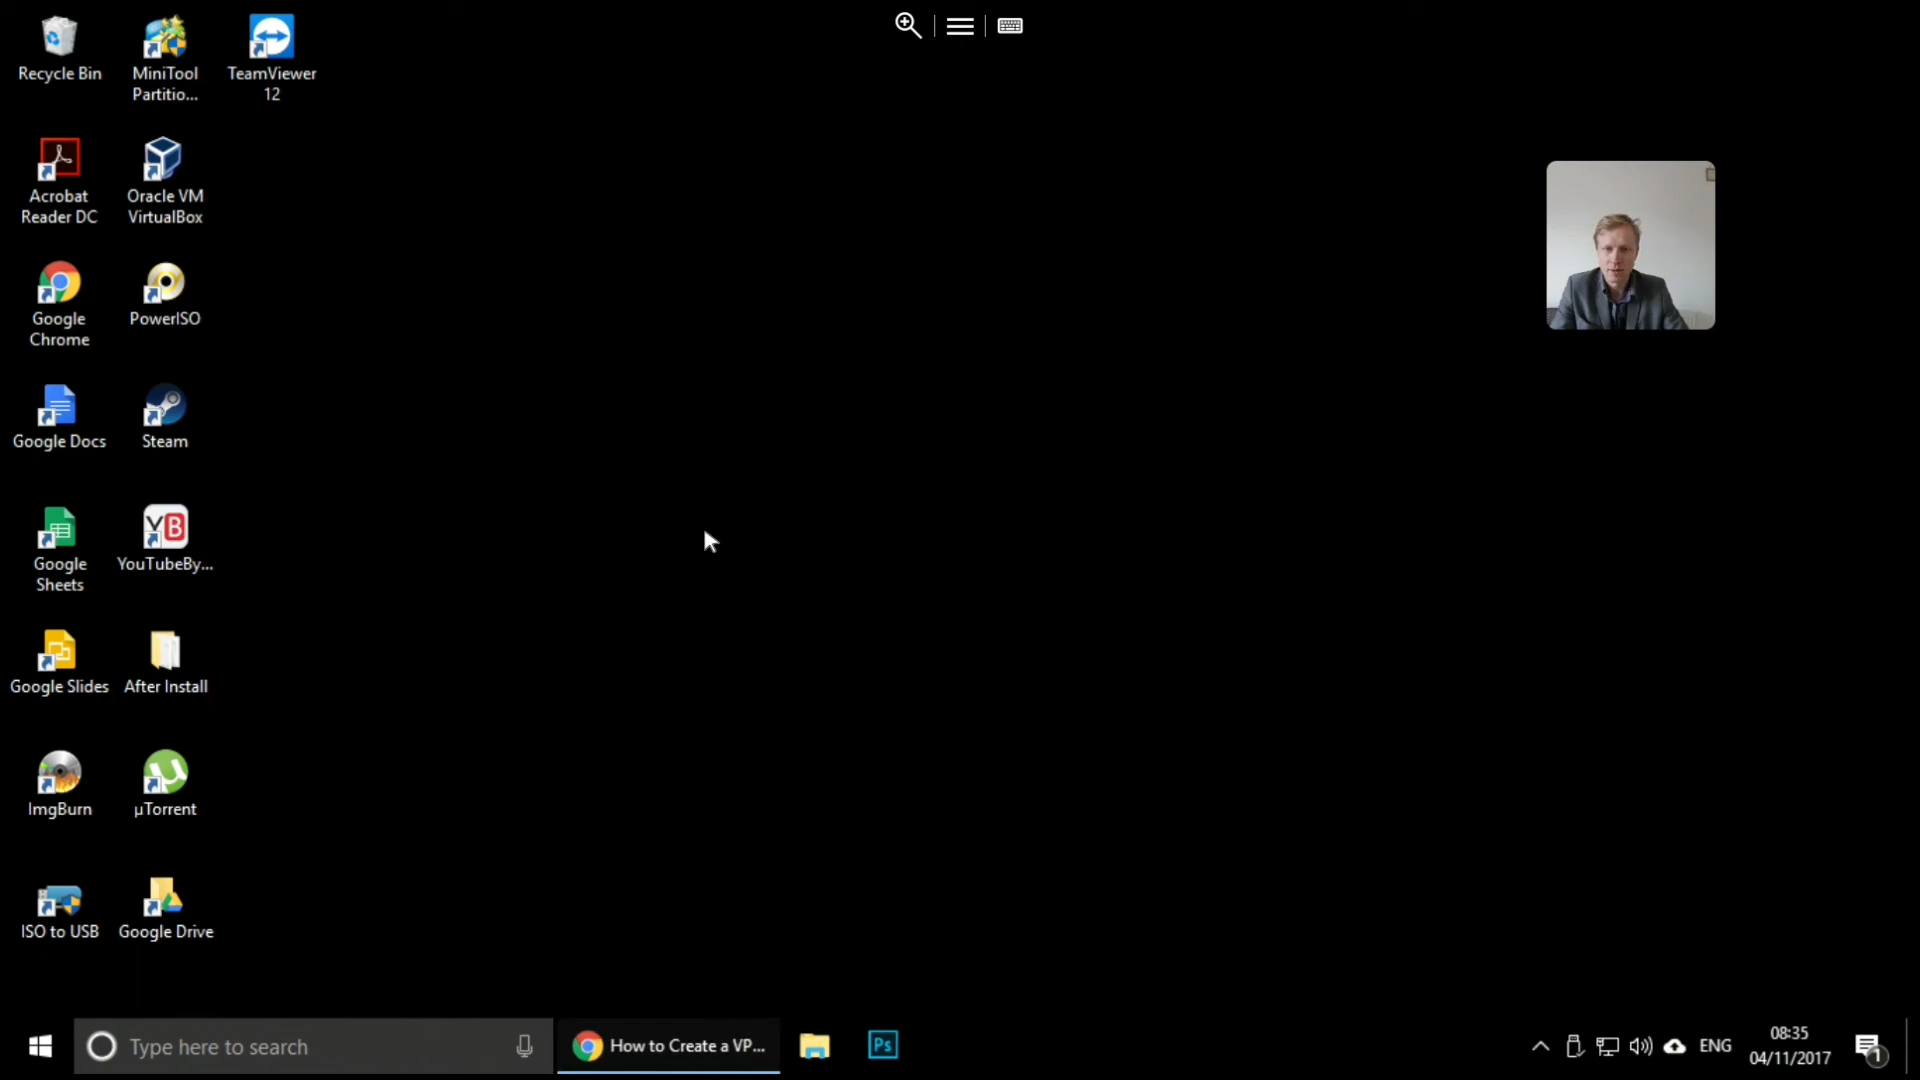 Recycle Bin
MiniTool
Partitio...
TeamViewer
12
Acrobat
Reader DC
Oracle VM
VirtualBox
Google
Chrome
PowerISO
Google Docs
Steam
Google
Sheets
YouTubeBy...
Google Slides
After Install
ImgBurn
µTorrent
ISO to USB
Google Drive
Type here to search
How to Create a VP...
Ps
ENG
08:35
04/11/2017
1